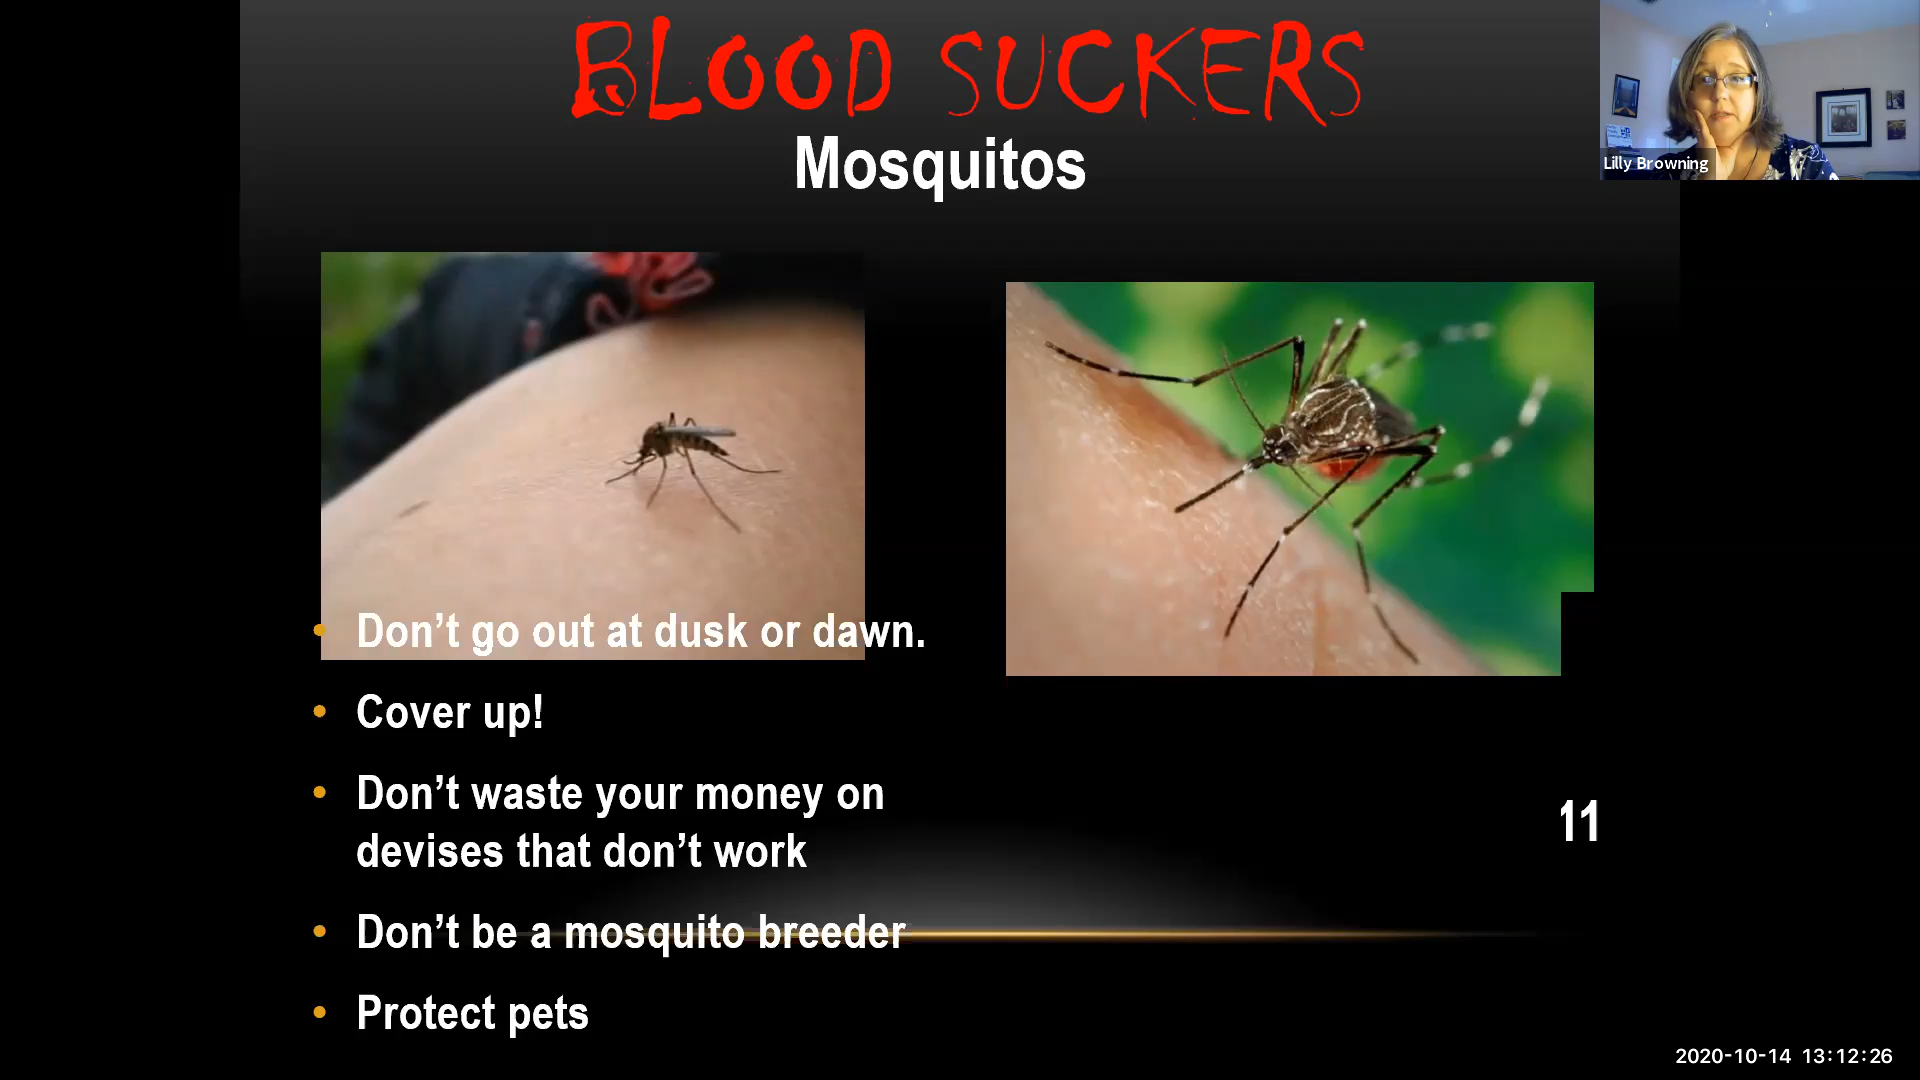 BLOOD SUCKERS
Mosquitos
Lilly Browning
• Don’t go out at dusk or dawn.
• Cover up!
• Don’t waste your money on
devises that don’t work
• Don’t be a mosquito breeder
• Protect pets
11
2020-10-14 13:12:26